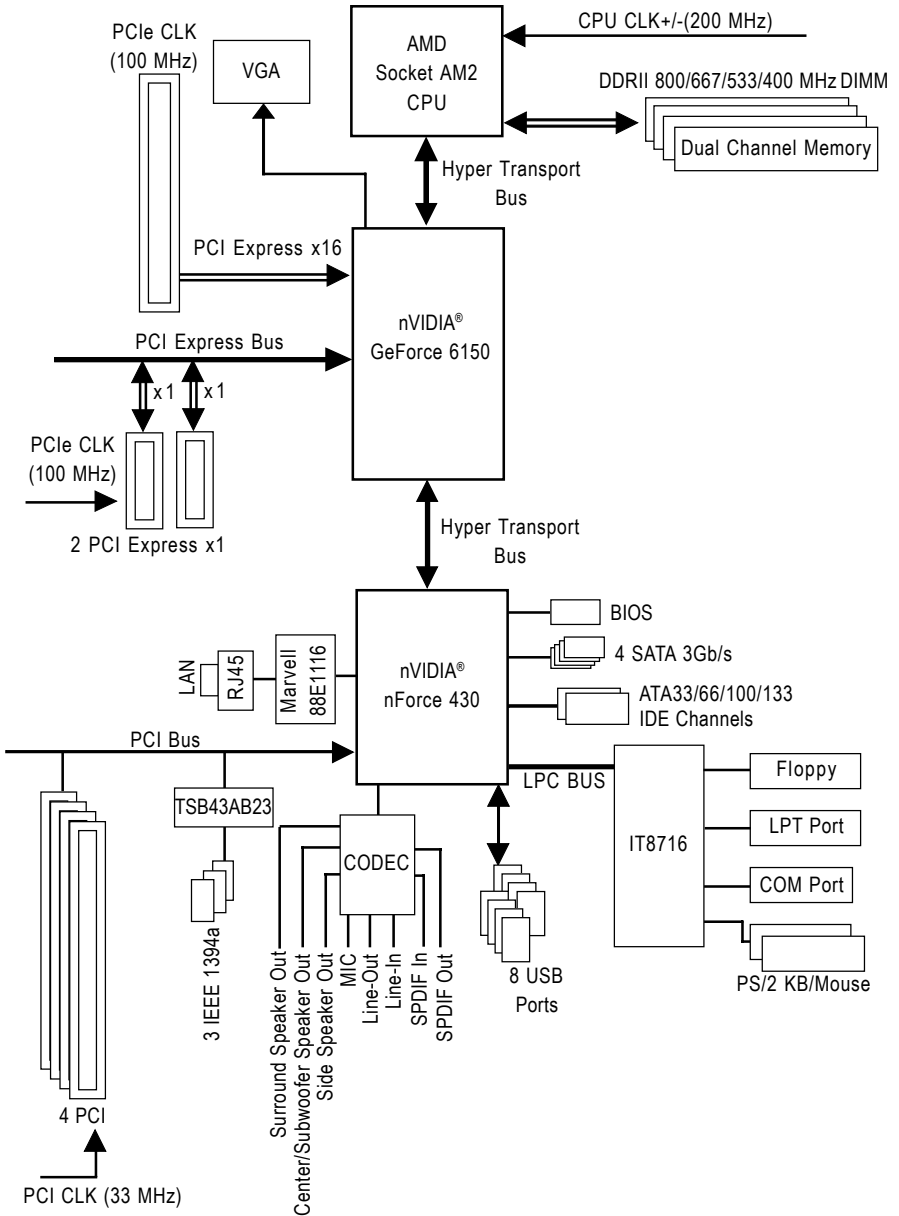 PCIe CLK
(100 MHz)
VGA
AMD
Socket AM2
CPU
CPU CLK+/-(200 MHz)
DDRII 800/667/533/400 MHz DIMM
Dual Channel Memory
Hyper Transport
Bus
PCI Express x16
nVIDIA®
GeForce 6150
PCI Express Bus
x1
x1
PCIe CLK
(100 MHz)
2 PCI Express x1
Hyper Transport
Bus
nVIDIA®
nForce 430
BIOS
4 SATA 3Gb/s
ATA33/66/100/133
IDE Channels
LAN
RJ45
Marvell
88E1116
PCI Bus
LPC BUS
TSB43AB23
CODEC
IT8716
Floppy
LPT Port
COM Port
PS/2 KB/Mouse
8 USB
Ports
3 IEEE 1394a
Surround Speaker Out
Center/Subwoofer Speaker Out
Side Speaker Out
MIC
Line-Out
Line-In
SPDIF In
SPDIF Out
4 PCI
PCI CLK (33 MHz)